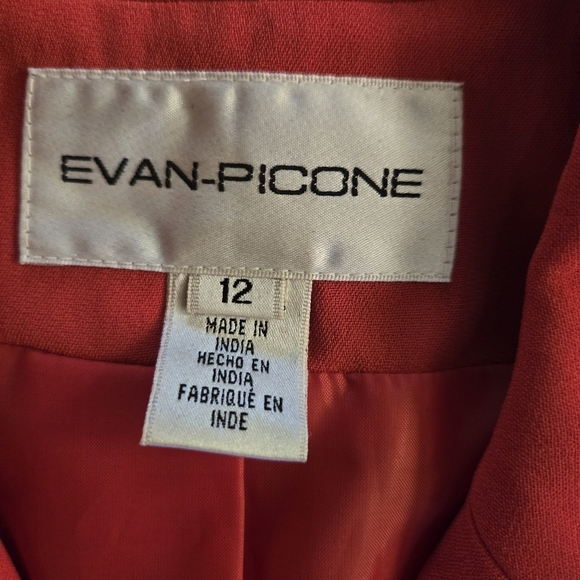 EVAN-PICONE
12
MADE IN
INDIA
HECHO EN
INDIA
FABRIQUÉ EN
INDE